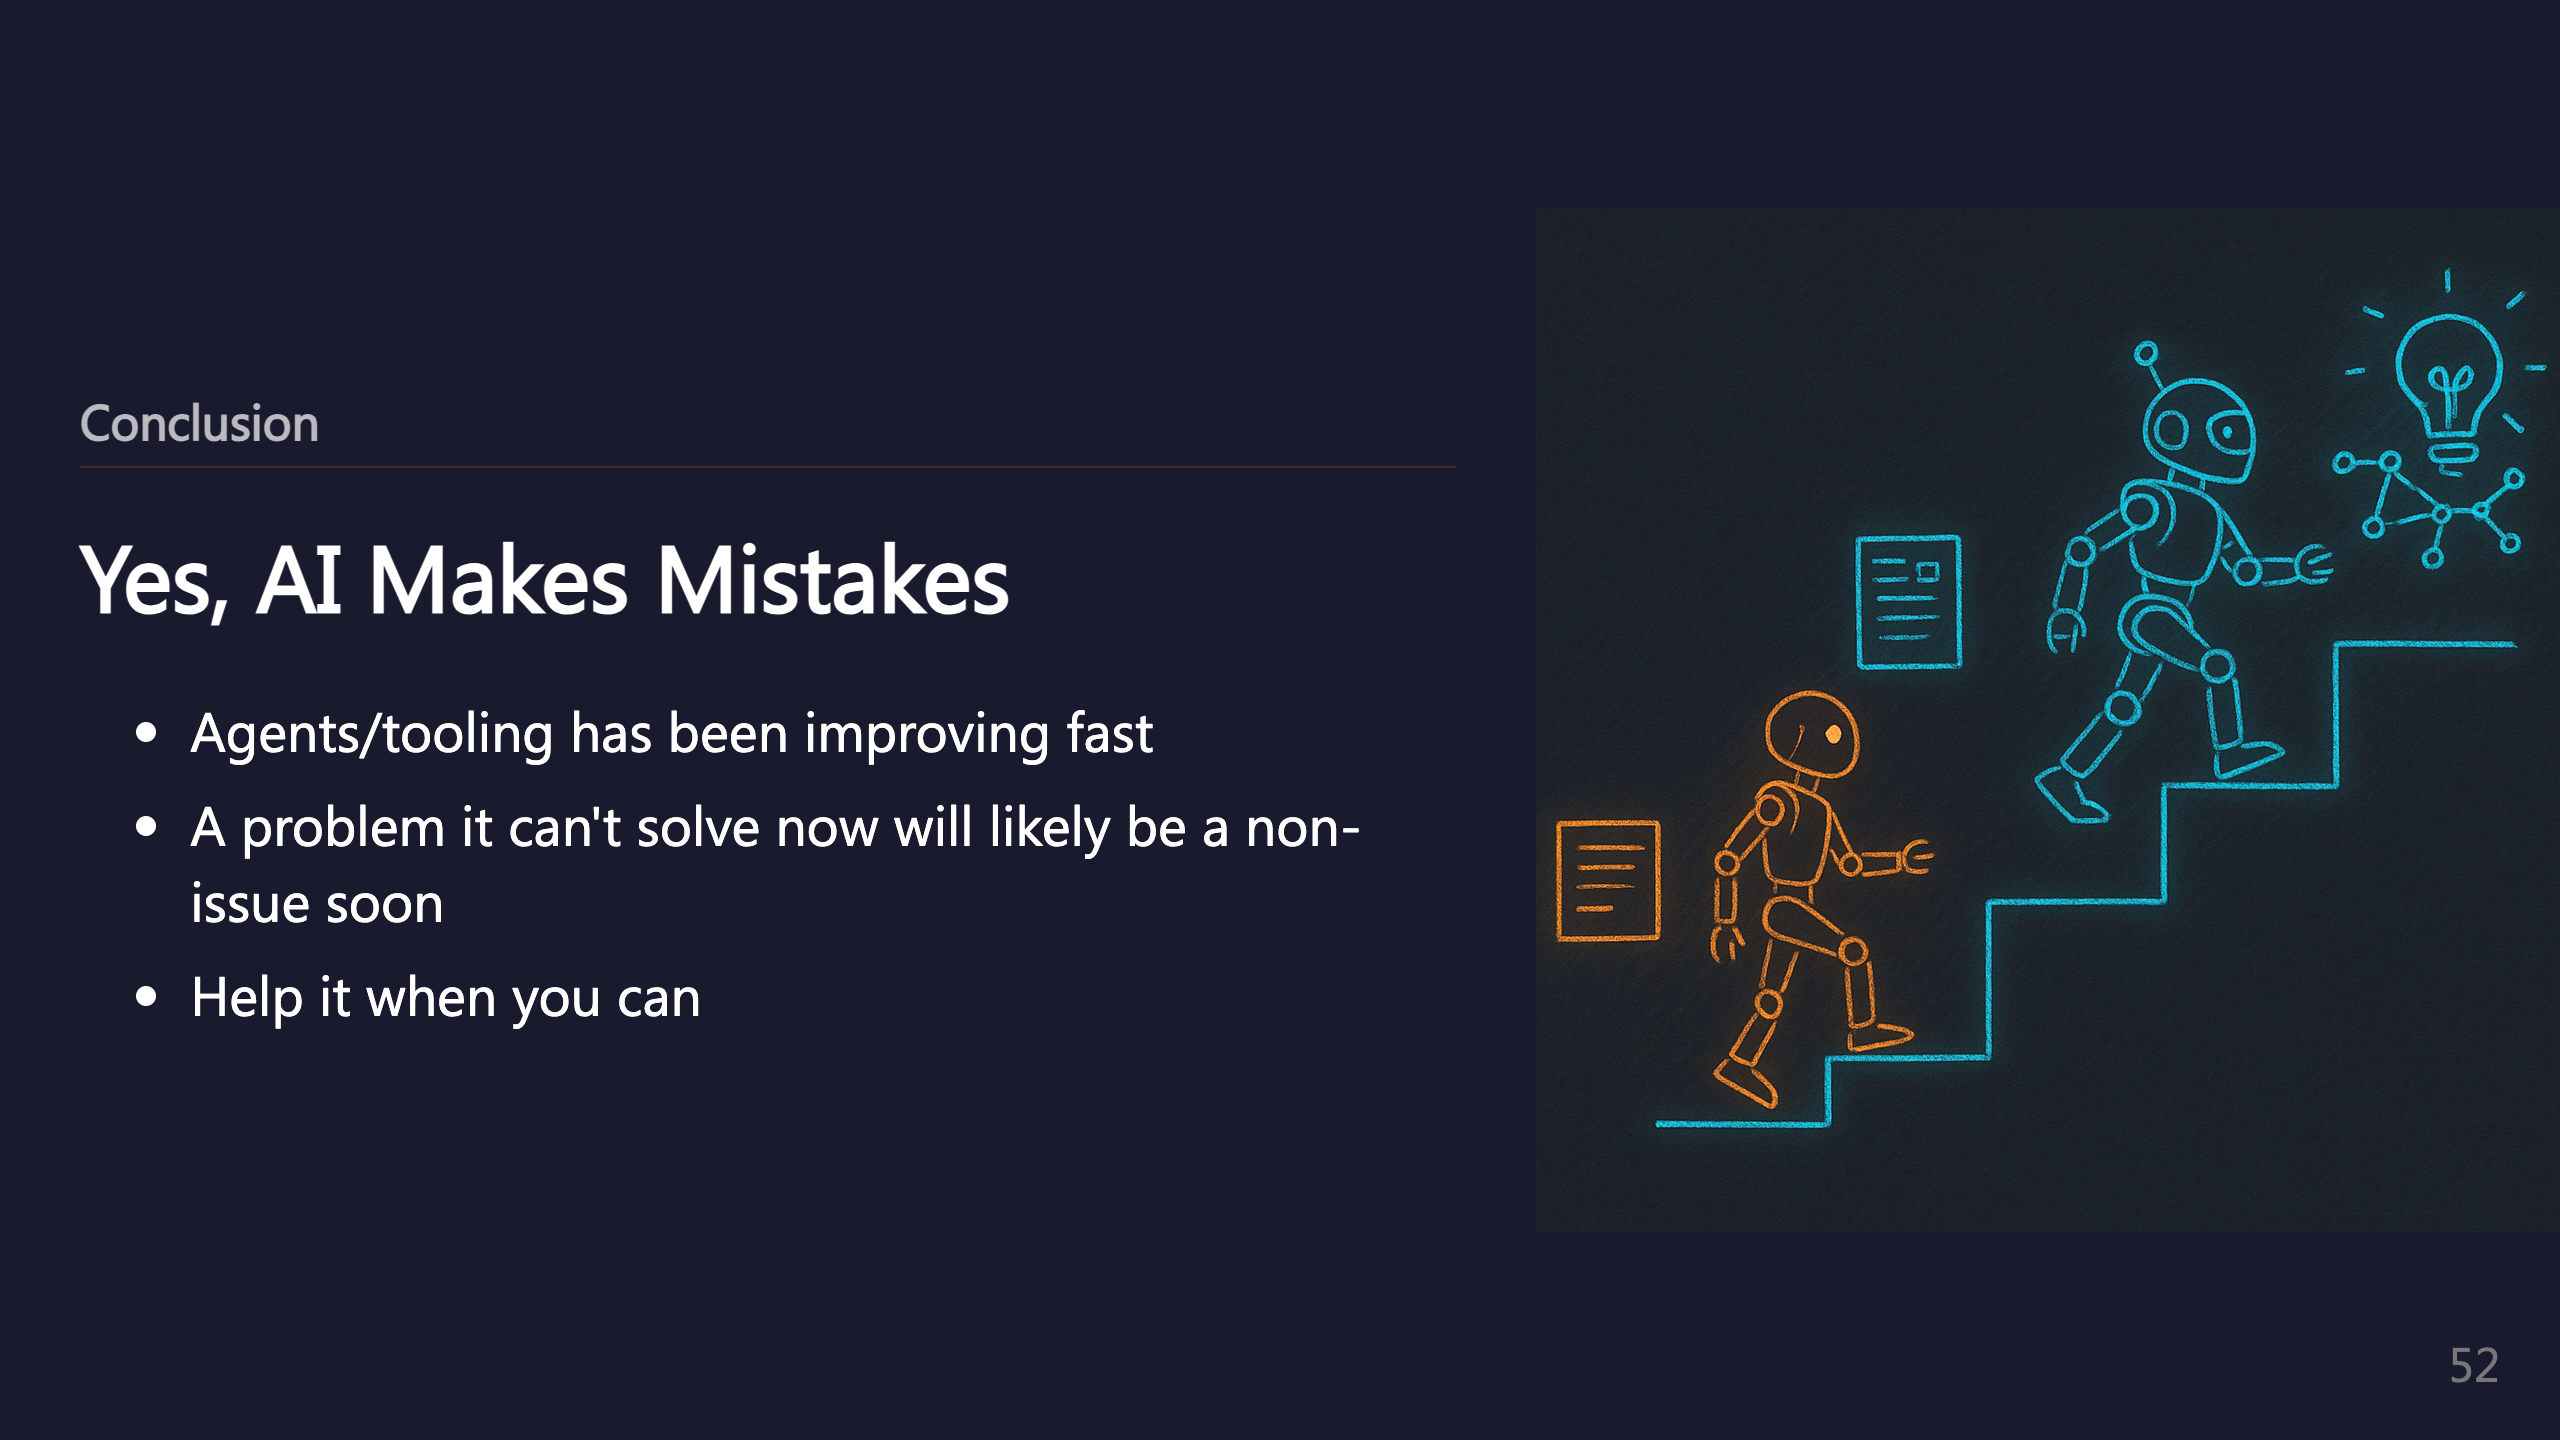 Conclusion
Yes, AI Makes Mistakes
• Agents/tooling has been improving fast
• A problem it can't solve now will likely be a non-
issue soon
• Help it when you can
52